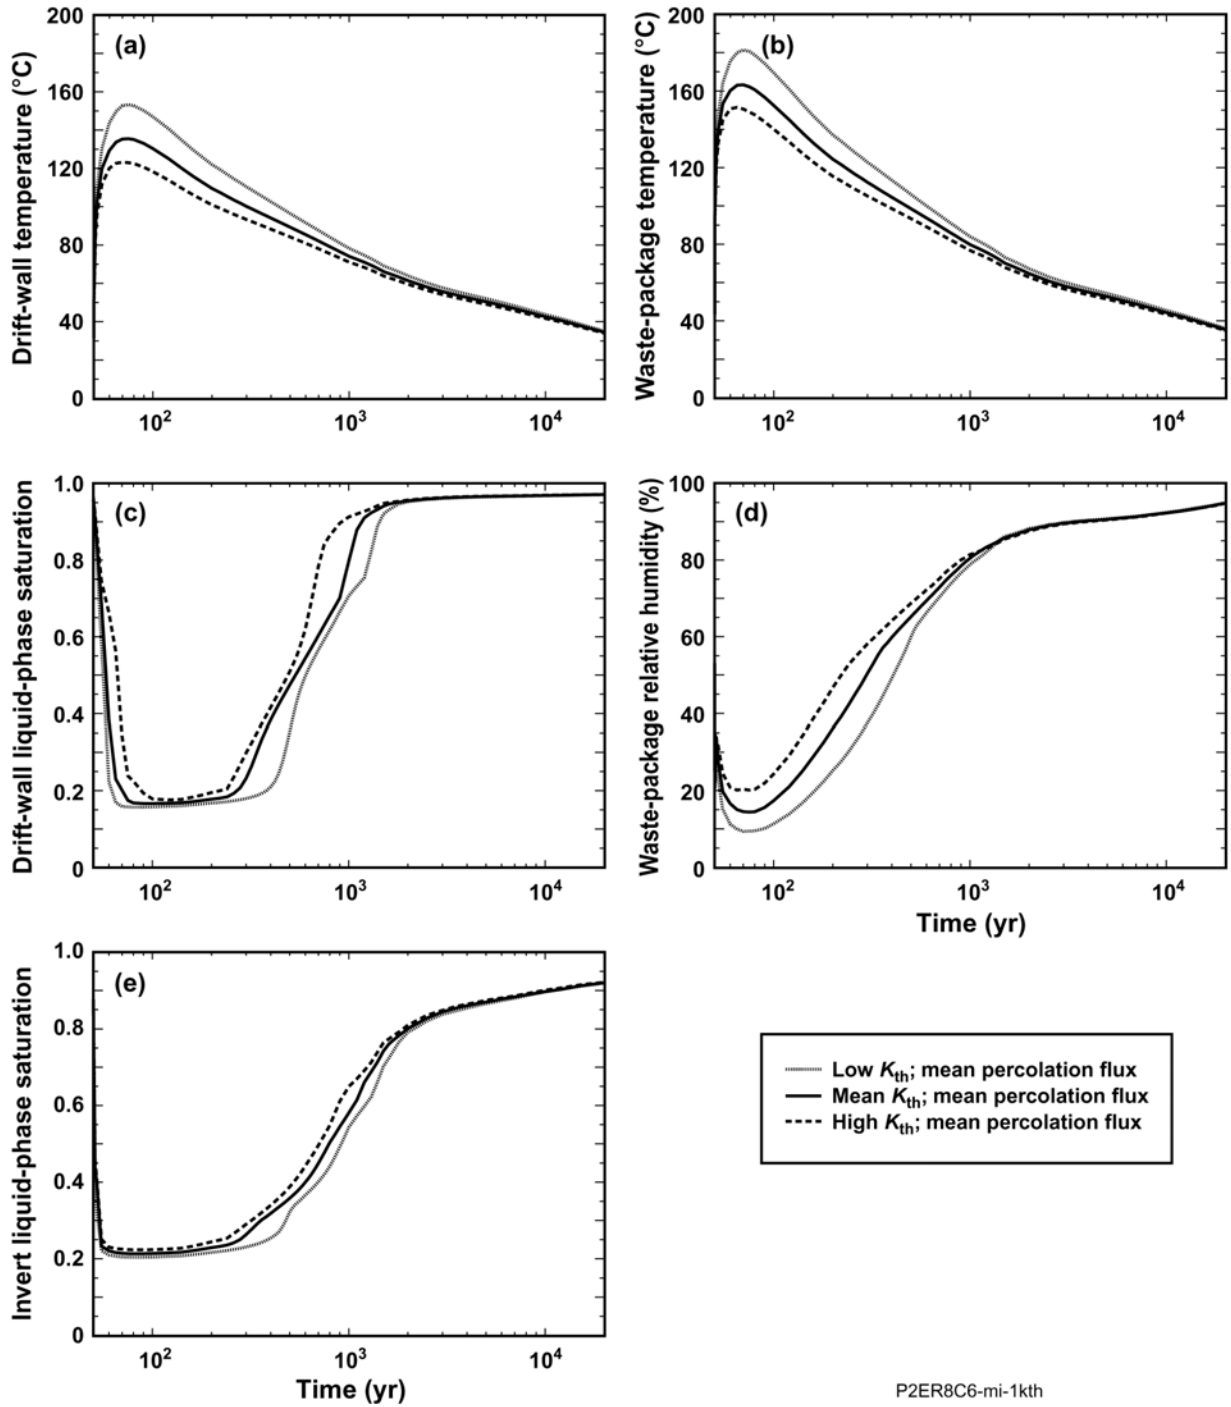 (a)
Drift-wall temperature (°C)
200
160
120
80
40
0
10²
10³
10⁴
(b)
Waste-package temperature (°C)
200
160
120
80
40
0
10²
10³
10⁴
(c)
Drift-wall liquid-phase saturation
1.0
0.8
0.6
0.4
0.2
0
10²
10³
10⁴
(d)
Waste-package relative humidity (%)
100
80
60
40
20
0
10²
10³
10⁴
Time (yr)
(e)
Invert liquid-phase saturation
1.0
0.8
0.6
0.4
0.2
0
10²
10³
10⁴
Time (yr)
Low Kth; mean percolation flux
Mean Kth; mean percolation flux
High Kth; mean percolation flux
P2ER8C6-mi-1kth